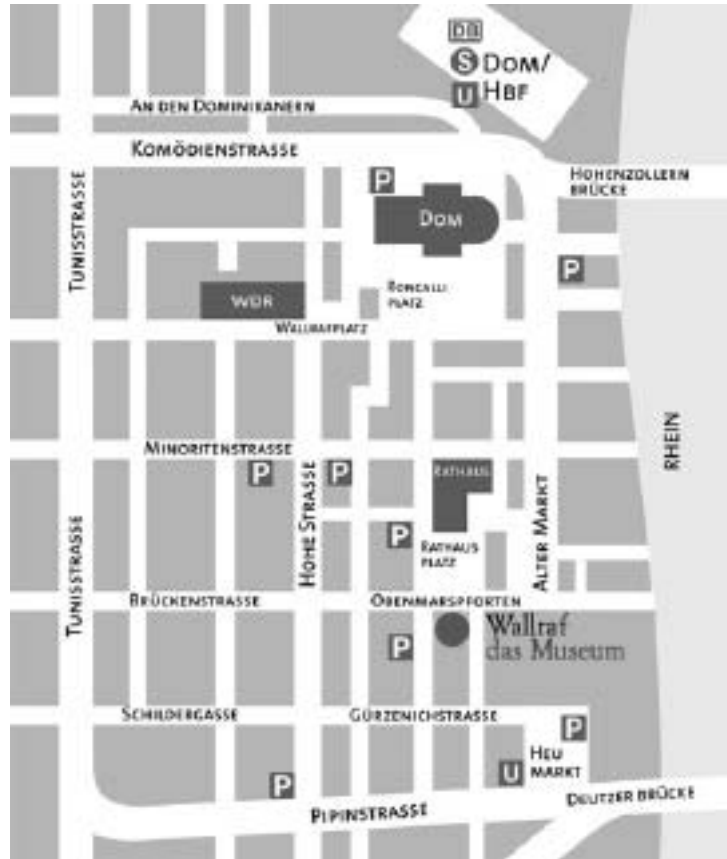 DB
S DOM/
U HBF
AN DEN DOMINIKANERN
KOMÖDIENSTRASSE
P
HOHENZOLLERN
BRÜCKE
TUNISSTRASSE
DOM
P
WDR
RONCALLI
PLATZ
WALLRAFPLATZ
MINORITENSTRASSE
P
P
HOHE STRASSE
RATHAUS
RHEIN
ALTER MARKT
P
RATHAUS
PLATZ
TUNISSTRASSE
BRÜCKENSTRASSE
OBENMARSPFORTEN
P
Wallraf
das Museum
SCHILDERGASSE
GÜRZENICHSTRASSE
P
HEU
MARKT
U
P
PIPINSTRASSE
DEUTZER BRÜCKE